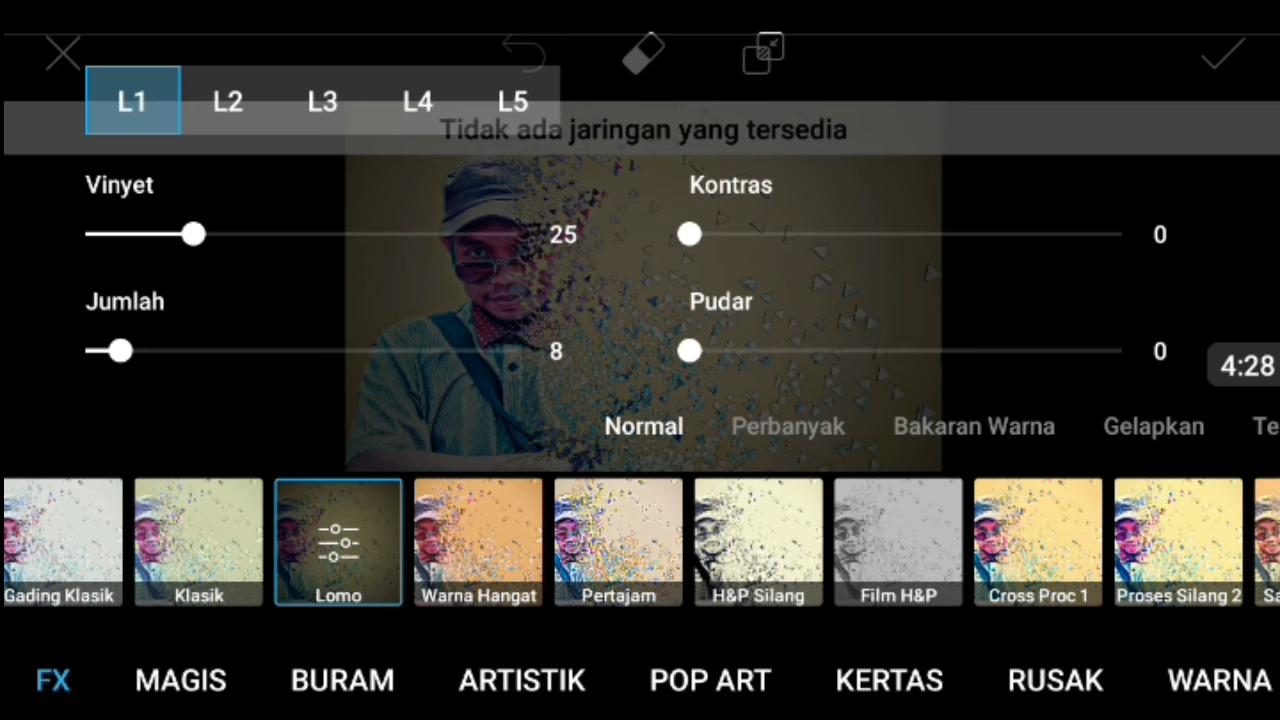 L1 L2 L3 L4 L5
Tidak ada jaringan yang tersedia
Vinyet 25
Kontras 0
Jumlah 8
Pudar 0
4:28
Normal Perbanyak Bakaran Warna Gelapkan Te
Gading Klasik Klasik Lomo Warna Hangat Pertajam H&P Silang Film H&P Cross Proc 1 Proses Silang 2 Sa
FX MAGIS BURAM ARTISTIK POP ART KERTAS RUSAK WARNA